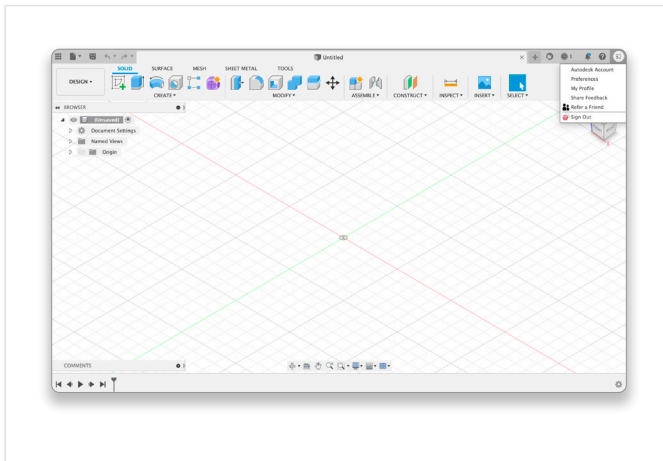 Untitled
1
SOLID SURFACE MESH SHEET METAL TOOLS
DESIGN
CREATE MODIFY ASSEMBLE CONSTRUCT INSPECT INSERT SELECT
Autodesk Account
Preferences
My Profile
Share Feedback
Refer a Friend
Sign Out
BROWSER
(Unsaved)
Document Settings
Named Views
Origin
COMMENTS